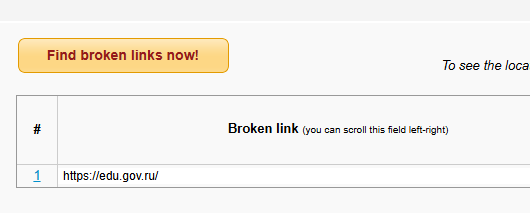 Find broken links now!
To see the loca
# Broken link (you can scroll this field left-right)
1 https://edu.gov.ru/